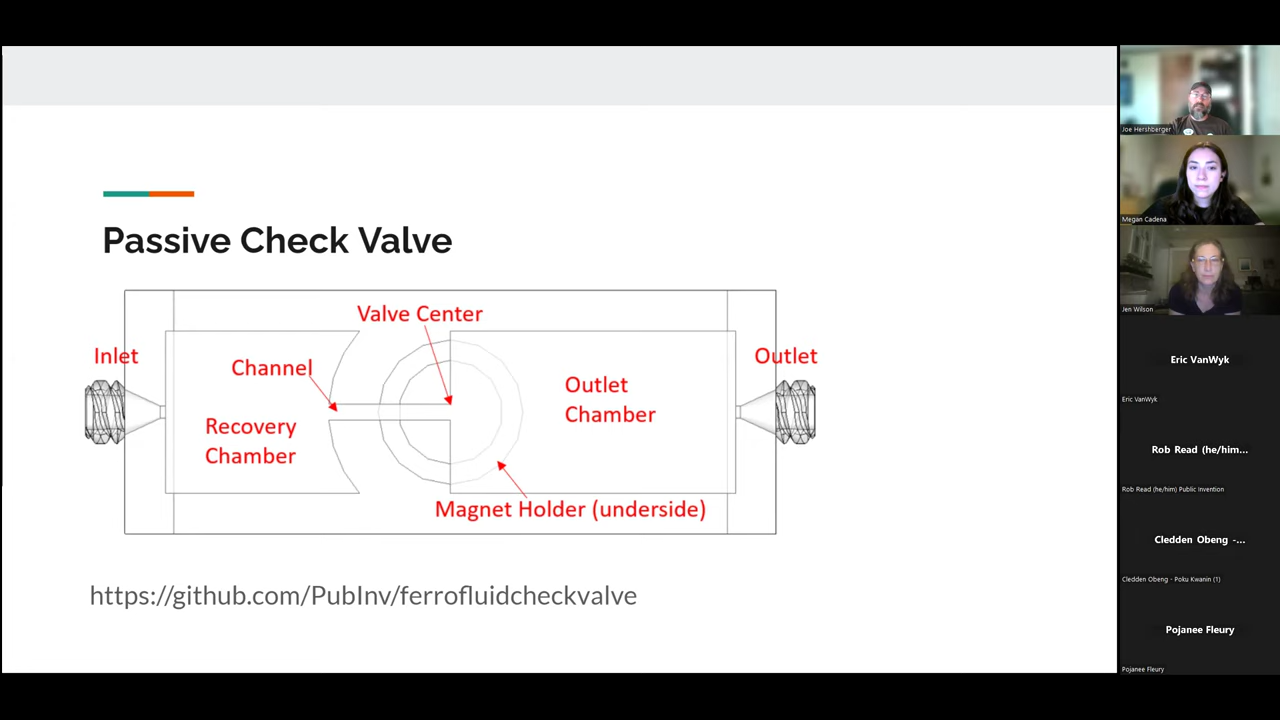 Passive Check Valve
Valve Center
Inlet
Outlet
Channel
Outlet
Chamber
Recovery
Chamber
Magnet Holder (underside)
https://github.com/PubInv/ferrofluidcheckvalve
Joe Hershberger
Megan Cadena
Jen Wilson
Eric VanWyk
Eric VanWyk
Rob Read (he/him...
Rob Read (he/him) Public Invention
Cledden Obeng -...
Cledden Obeng - Poku Kwanin (1)
Pojanee Fleury
Pojanee Fleury